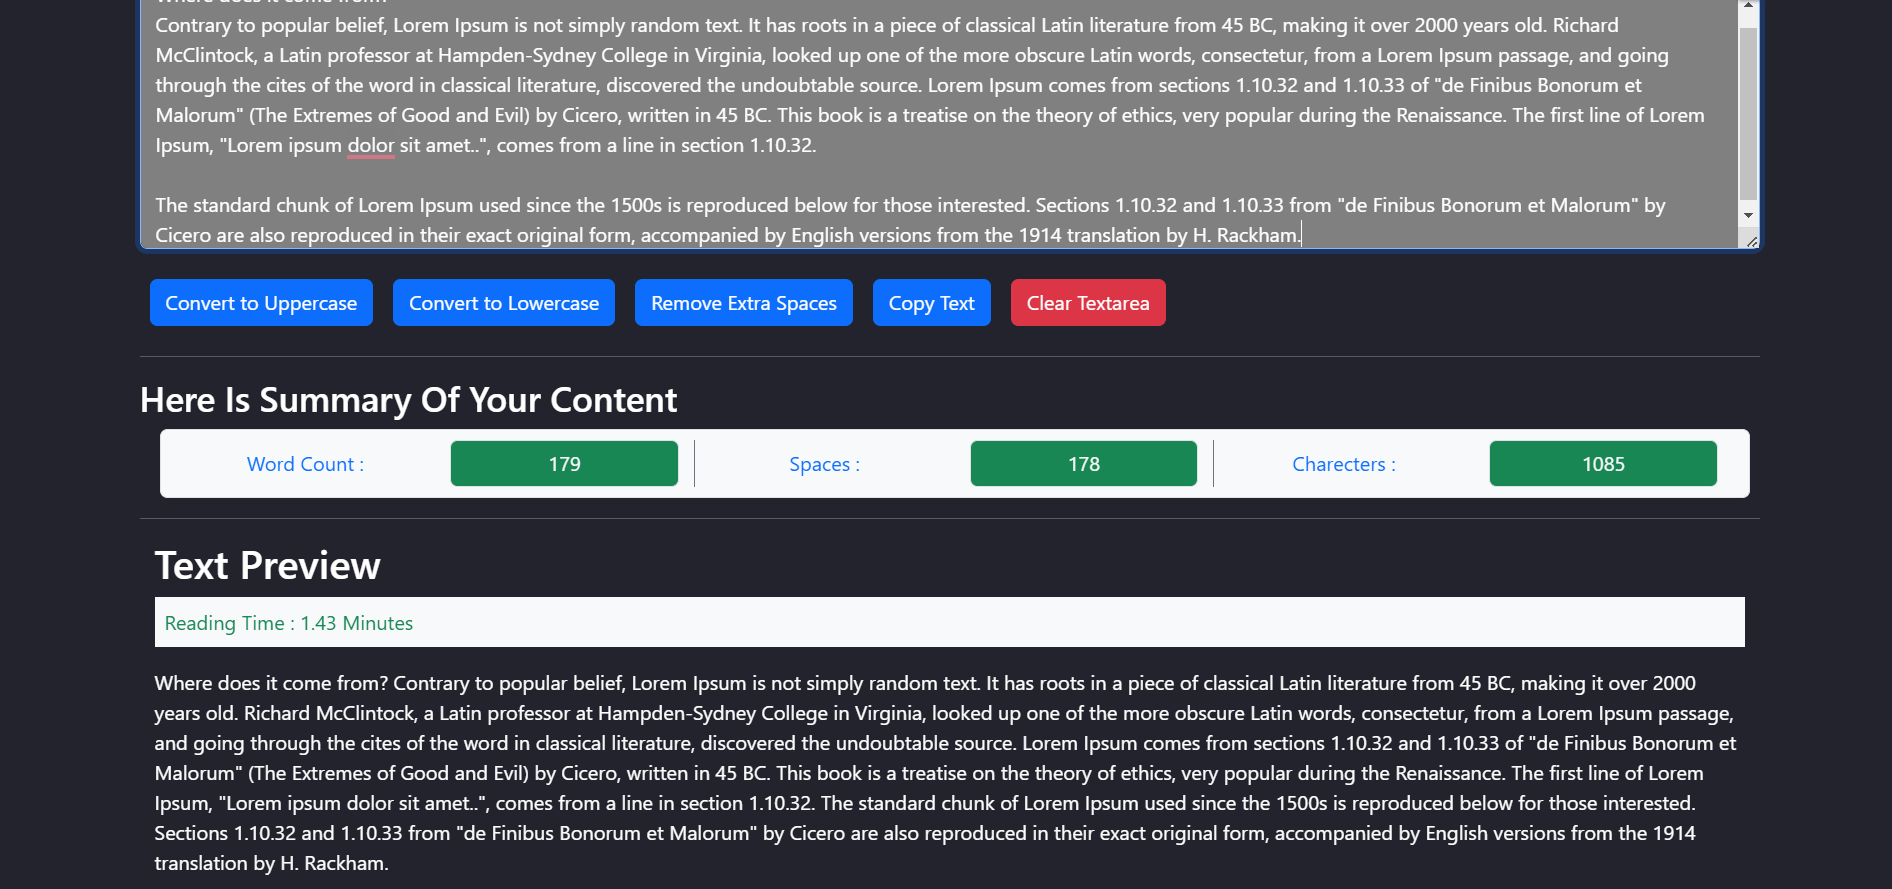 Where does it come from?
Contrary to popular belief, Lorem Ipsum is not simply random text. It has roots in a piece of classical Latin literature from 45 BC, making it over 2000 years old. Richard
McClintock, a Latin professor at Hampden-Sydney College in Virginia, looked up one of the more obscure Latin words, consectetur, from a Lorem Ipsum passage, and going
through the cites of the word in classical literature, discovered the undoubtable source. Lorem Ipsum comes from sections 1.10.32 and 1.10.33 of "de Finibus Bonorum et
Malorum" (The Extremes of Good and Evil) by Cicero, written in 45 BC. This book is a treatise on the theory of ethics, very popular during the Renaissance. The first line of Lorem
Ipsum, "Lorem ipsum dolor sit amet..", comes from a line in section 1.10.32.
The standard chunk of Lorem Ipsum used since the 1500s is reproduced below for those interested. Sections 1.10.32 and 1.10.33 from "de Finibus Bonorum et Malorum" by
Cicero are also reproduced in their exact original form, accompanied by English versions from the 1914 translation by H. Rackham.
Convert to Uppercase Convert to Lowercase Remove Extra Spaces Copy Text Clear Textarea
Here Is Summary Of Your Content
Word Count : 179 Spaces : 178 Charecters : 1085
Text Preview
Reading Time : 1.43 Minutes
Where does it come from? Contrary to popular belief, Lorem Ipsum is not simply random text. It has roots in a piece of classical Latin literature from 45 BC, making it over 2000
years old. Richard McClintock, a Latin professor at Hampden-Sydney College in Virginia, looked up one of the more obscure Latin words, consectetur, from a Lorem Ipsum passage,
and going through the cites of the word in classical literature, discovered the undoubtable source. Lorem Ipsum comes from sections 1.10.32 and 1.10.33 of "de Finibus Bonorum et
Malorum" (The Extremes of Good and Evil) by Cicero, written in 45 BC. This book is a treatise on the theory of ethics, very popular during the Renaissance. The first line of Lorem
Ipsum, "Lorem ipsum dolor sit amet..", comes from a line in section 1.10.32. The standard chunk of Lorem Ipsum used since the 1500s is reproduced below for those interested.
Sections 1.10.32 and 1.10.33 from "de Finibus Bonorum et Malorum" by Cicero are also reproduced in their exact original form, accompanied by English versions from the 1914
translation by H. Rackham.